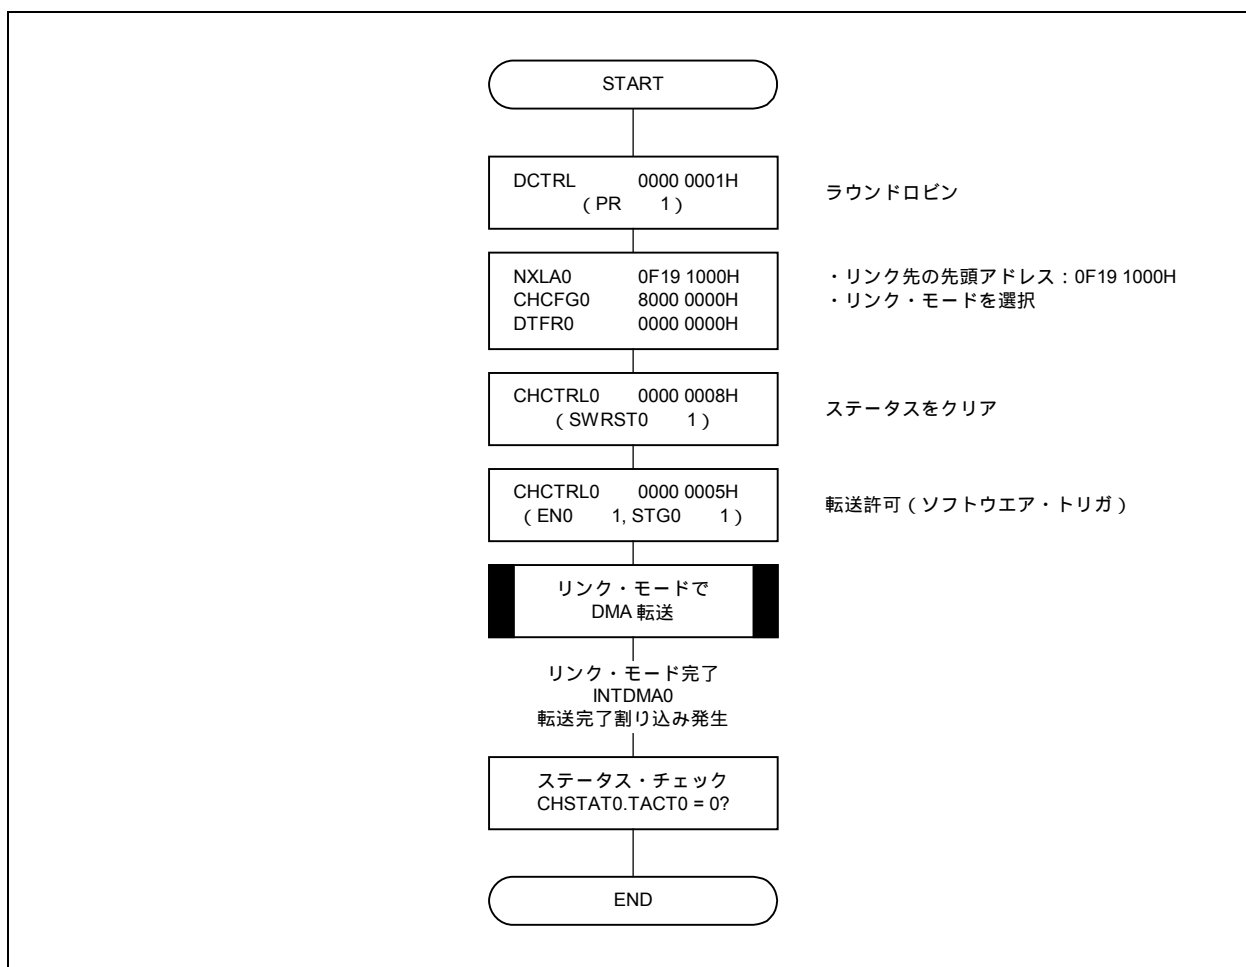 START
DCTRL 0000 0001H
( PR 1 )
ラウンドロビン
NXLA0 0F19 1000H
CHCFG0 8000 0000H
DTFR0 0000 0000H
・リンク先の先頭アドレス：0F19 1000H
・リンク・モードを選択
CHCTRL0 0000 0008H
( SWRST0 1 )
ステータスをクリア
CHCTRL0 0000 0005H
( EN0 1, STG0 1 )
転送許可（ソフトウエア・トリガ）
リンク・モードで
DMA 転送
リンク・モード完了
INTDMA0
転送完了割り込み発生
ステータス・チェック
CHSTAT0.TACT0 = 0?
END